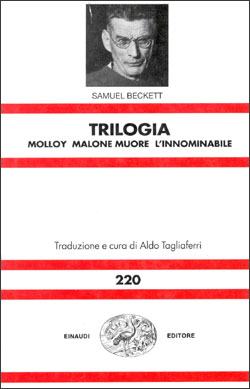 SAMUEL BECKETT
TRILOGIA
MOLLOY MALONE MUORE L'INNOMINABILE
Traduzione e cura di Aldo Tagliaferri
220
EINAUDI EDITORE